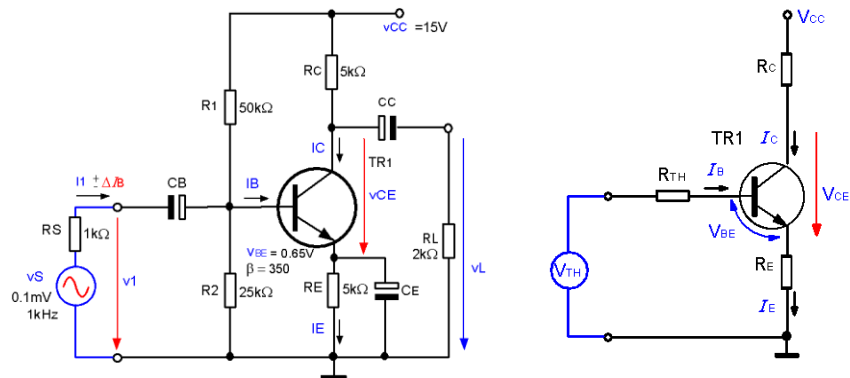 vCC =15V
RC
5kΩ
R1
50kΩ
CC
IC
TR1
I1 ± ΔIB
CB
IB
vCE
RS
1kΩ
VBE = 0.65V
β = 350
RL
2kΩ
vL
vS
0.1mV
1kHz
v1
R2
25kΩ
RE
5kΩ
CE
IE
VCC
RC
IC
TR1
RTH
IB
VCE
VBE
VTH
RE
IE